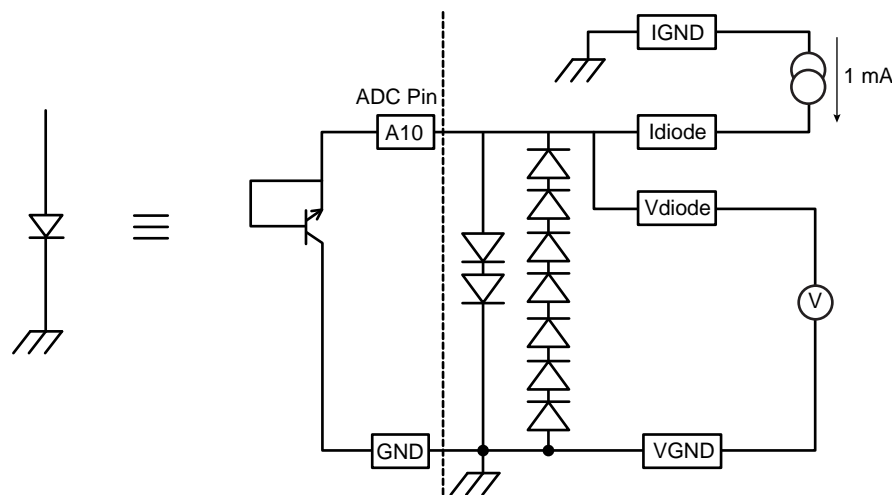 IGND
1 mA
ADC Pin
A10
Idiode
Vdiode
V
GND
VGND